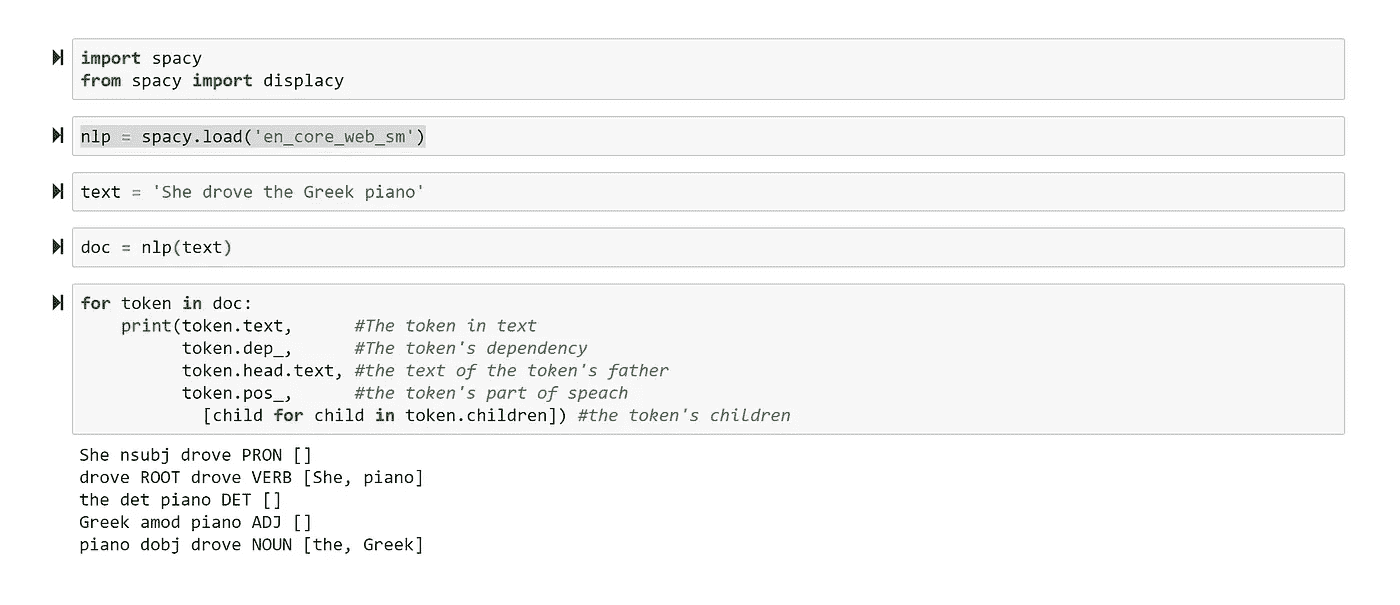 import spacy
from spacy import displacy
nlp = spacy.load('en_core_web_sm')
text = 'She drove the Greek piano'
doc = nlp(text)
for token in doc:
    print(token.text,      #The token in text
          token.dep_,      #The token's dependency
          token.head.text, #the text of the token's father
          token.pos_,      #the token's part of speach
            [child for child in token.children]) #the token's children
She nsubj drove PRON []
drove ROOT drove VERB [She, piano]
the det piano DET []
Greek amod piano ADJ []
piano dobj drove NOUN [the, Greek]